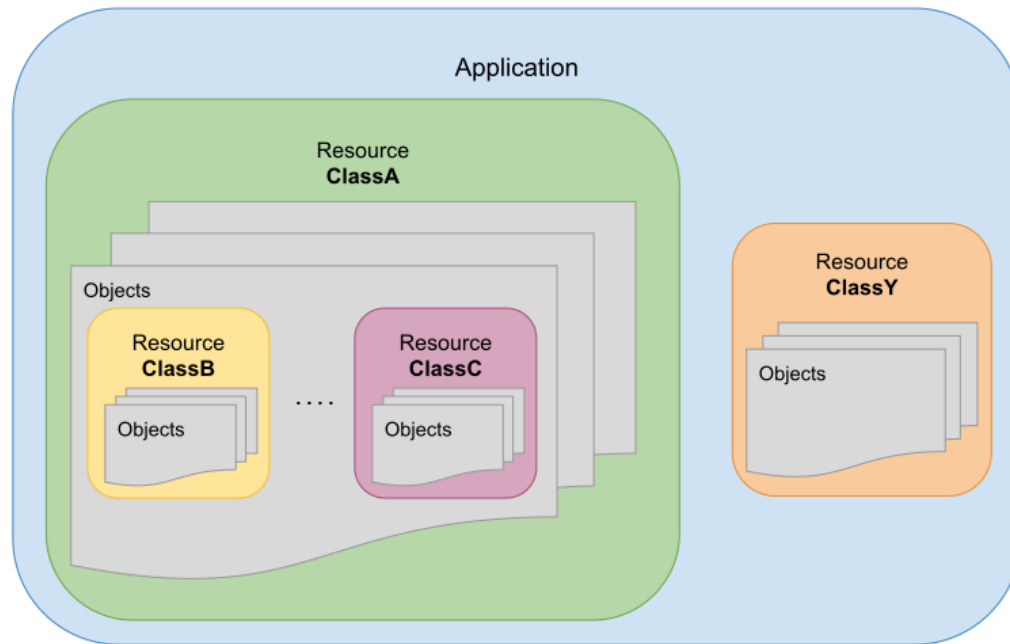 Application
Resource
ClassA
Objects
Resource
ClassB
Objects
....
Resource
ClassC
Objects
Resource
ClassY
Objects